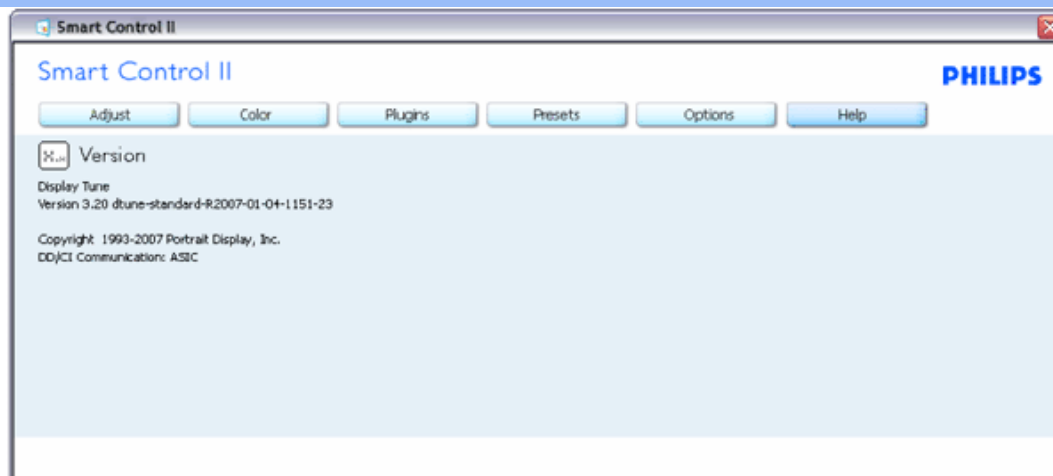 Smart Control II
Smart Control II
PHILIPS
Adjust Color Plugins Presets Options Help
Version
Display Tune
Version 3.20 dtune-standard-R2007-01-04-1151-23
Copyright 1993-2007 Portrait Display, Inc.
DD/CI Communication: ASIC